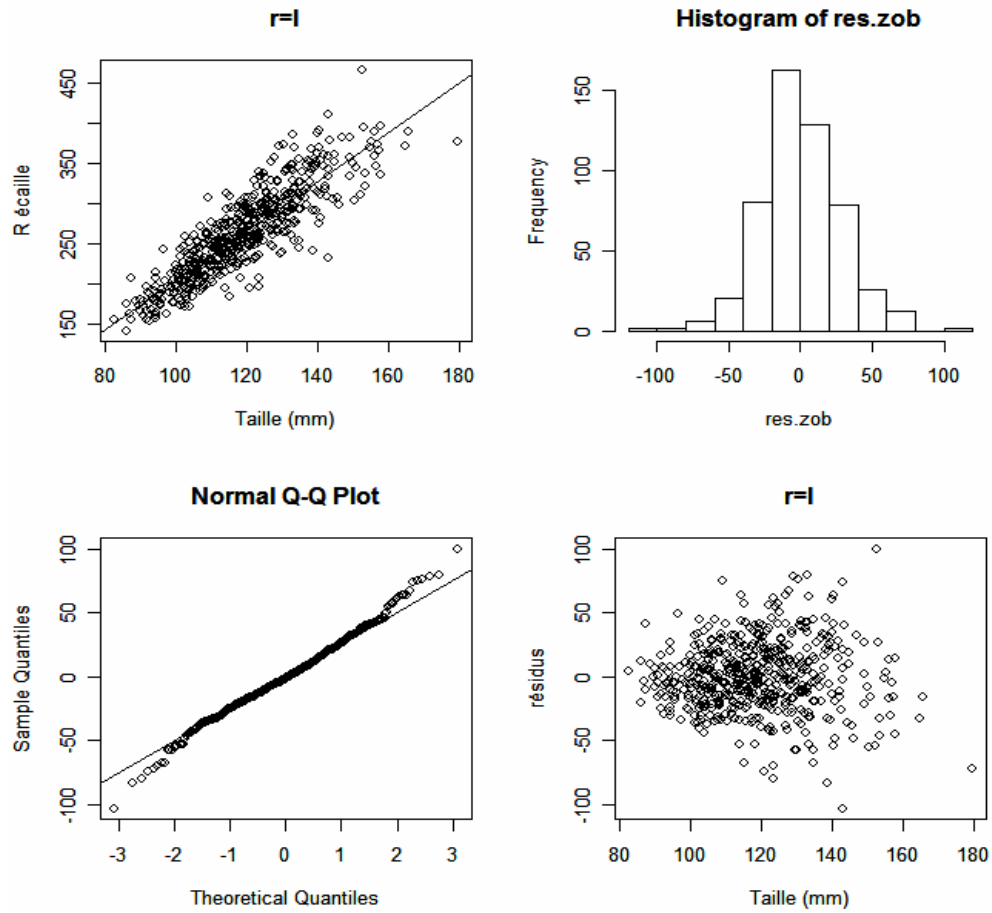 r=l
R écaille
450
350
250
150
80 100 120 140 160 180
Taille (mm)
Histogram of res.zob
Frequency
150
100
50
0
-100 -50 0 50 100
res.zob
Normal Q-Q Plot
Sample Quantiles
100
50
0
-50
-100
-3 -2 -1 0 1 2 3
Theoretical Quantiles
r=l
résidus
100
50
0
-50
-100
80 100 120 140 160 180
Taille (mm)